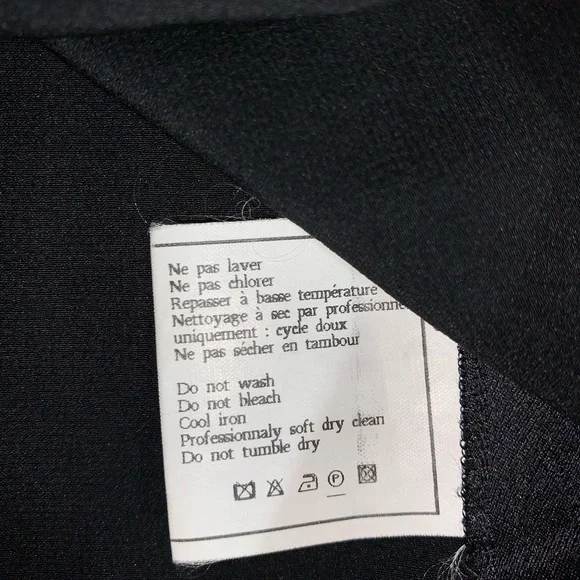 Ne pas laver
Ne pas chlorer
Repasser à basse température
Nettoyage à sec par professionne
uniquement : cycle doux
Ne pas sécher en tambour
Do not wash
Do not bleach
Cool iron
Professionnaly soft dry clean
Do not tumble dry
P